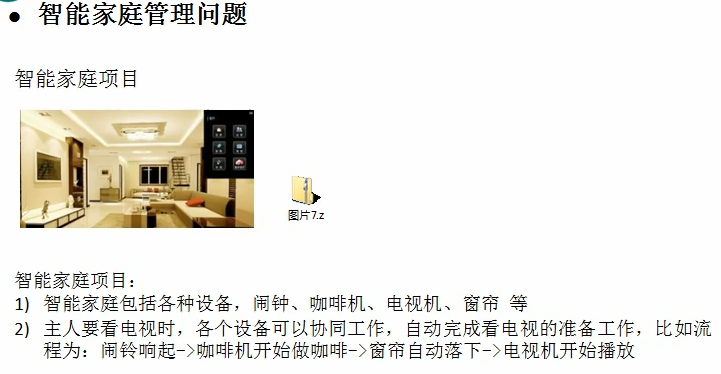 ● 智能家庭管理问题
智能家庭项目
图片7.z
智能家庭项目：
1) 智能家庭包括各种设备，闹钟、咖啡机、电视机、窗帘 等
2) 主人要看电视时，各个设备可以协同工作，自动完成看电视的准备工作，比如流
程为：闹铃响起->咖啡机开始做咖啡->窗帘自动落下->电视机开始播放